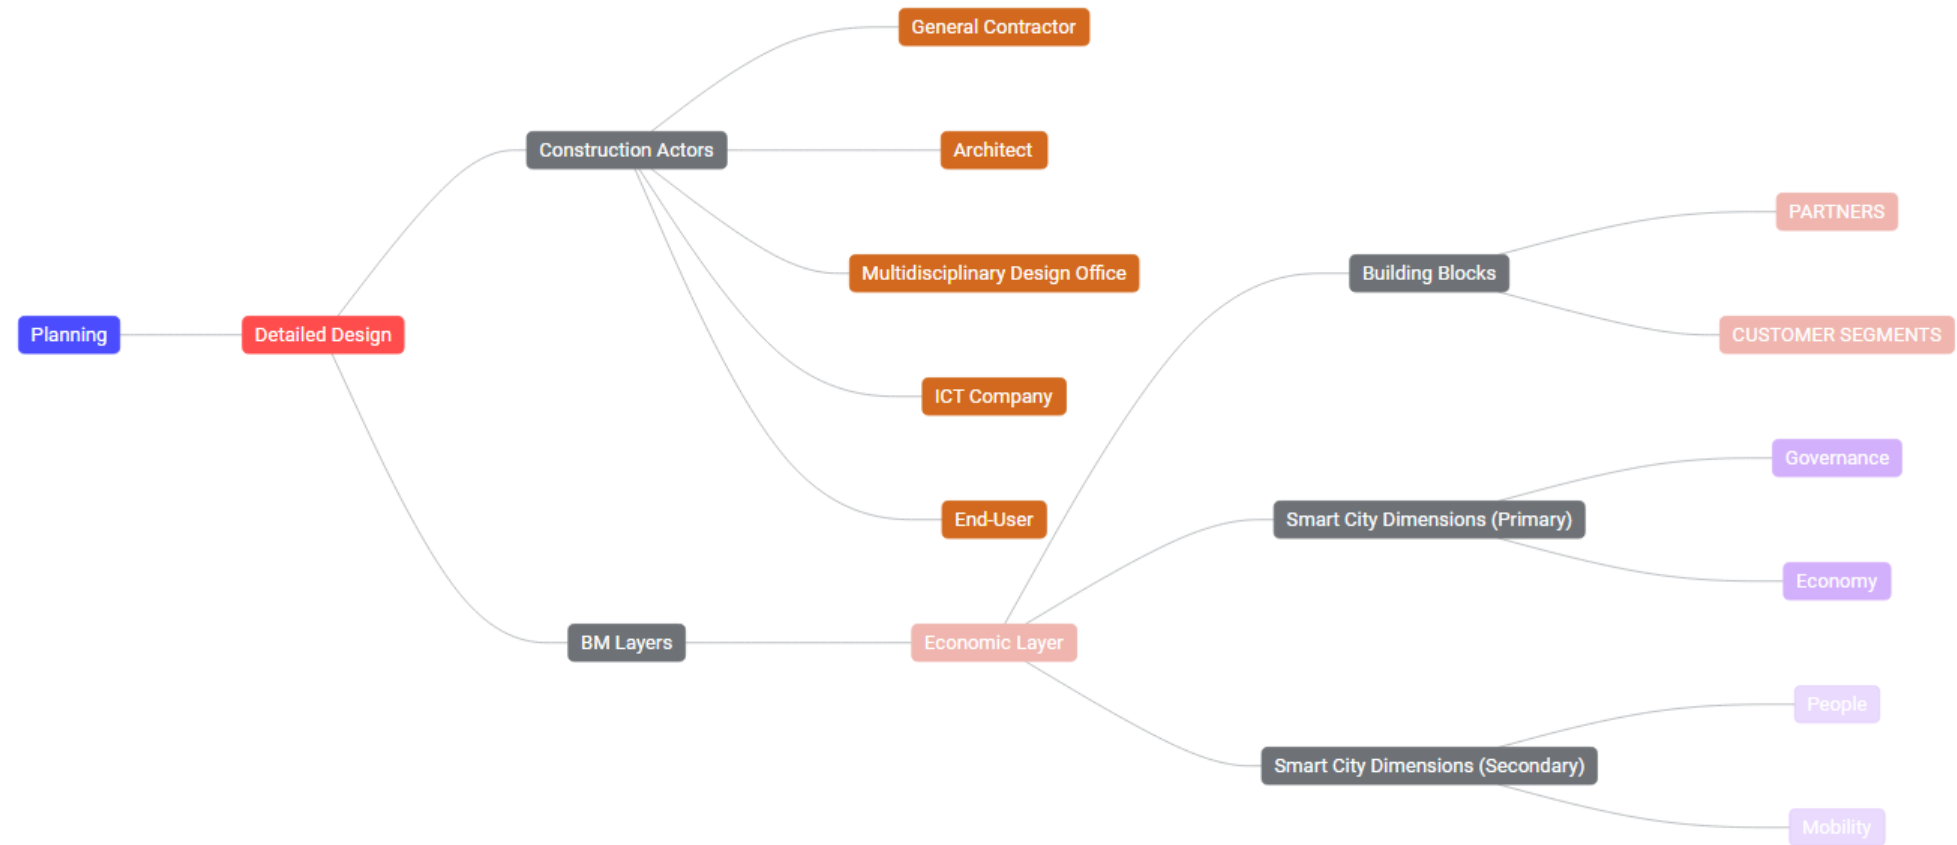 General Contractor
Construction Actors
Architect
PARTNERS
Multidisciplinary Design Office
Building Blocks
Planning
Detailed Design
CUSTOMER SEGMENTS
ICT Company
Governance
End-User
Smart City Dimensions (Primary)
Economy
BM Layers
Economic Layer
People
Smart City Dimensions (Secondary)
Mobility